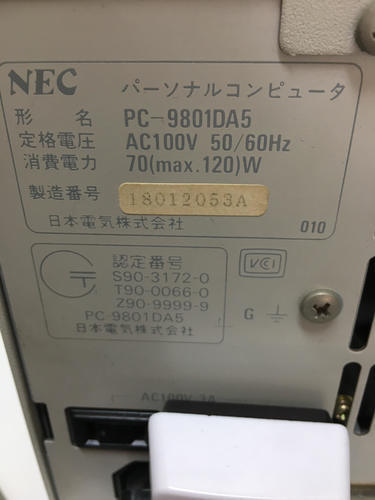 NEC パーソナルコンピュータ
形名 PC-9801DA5
定格電圧 AC100V 50/60Hz
消費電力 70(max.120)W
製造番号 18012053A
日本電気株式会社 010
認定番号
S90-3172-0
T90-0066-0
Z90-9999-9
PC-9801DA5
日本電気株式会社
VCI
G
AC100V 3A